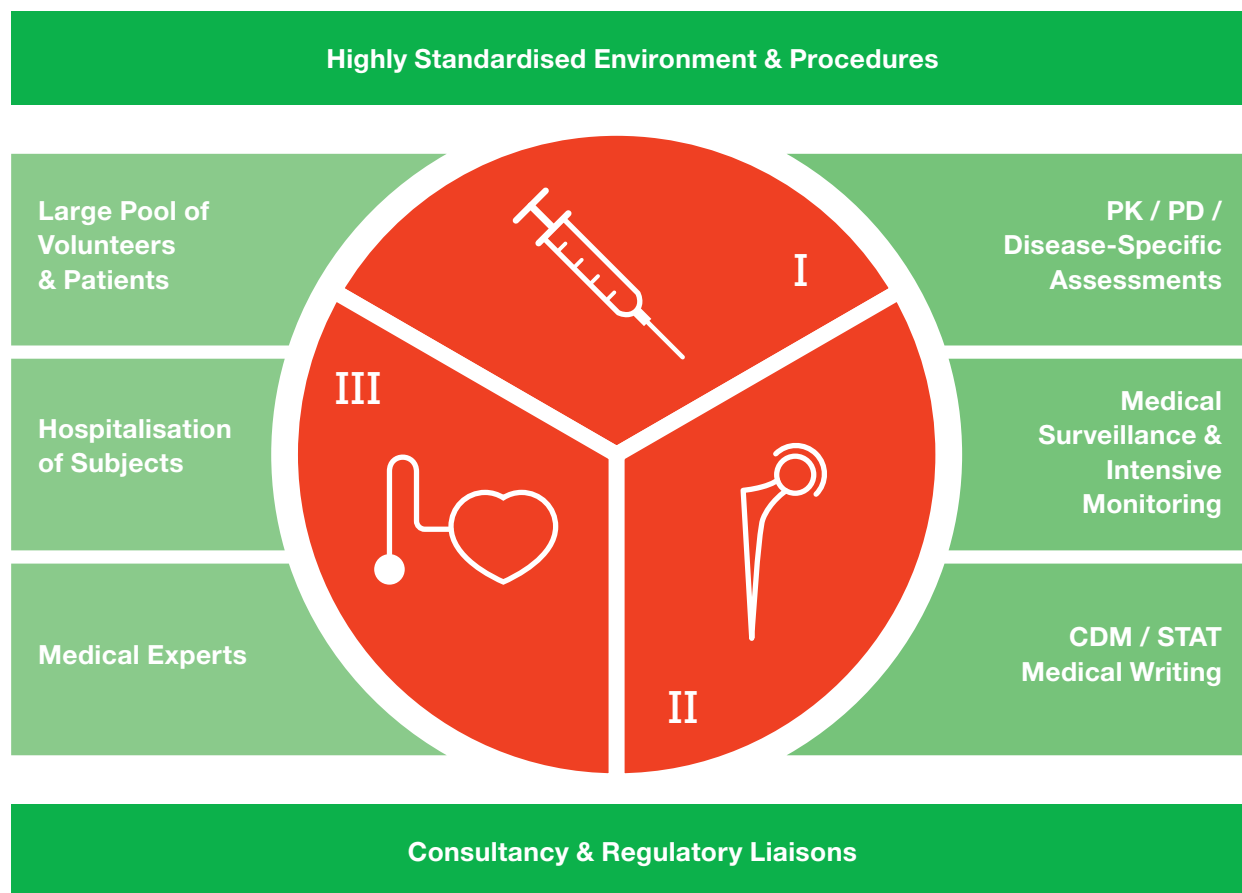 Highly Standardised Environment & Procedures
Large Pool of
Volunteers
& Patients
Hospitalisation
of Subjects
Medical Experts
I
III
II
PK / PD /
Disease-Specific
Assessments
Medical
Surveillance &
Intensive
Monitoring
CDM / STAT
Medical Writing
Consultancy & Regulatory Liaisons